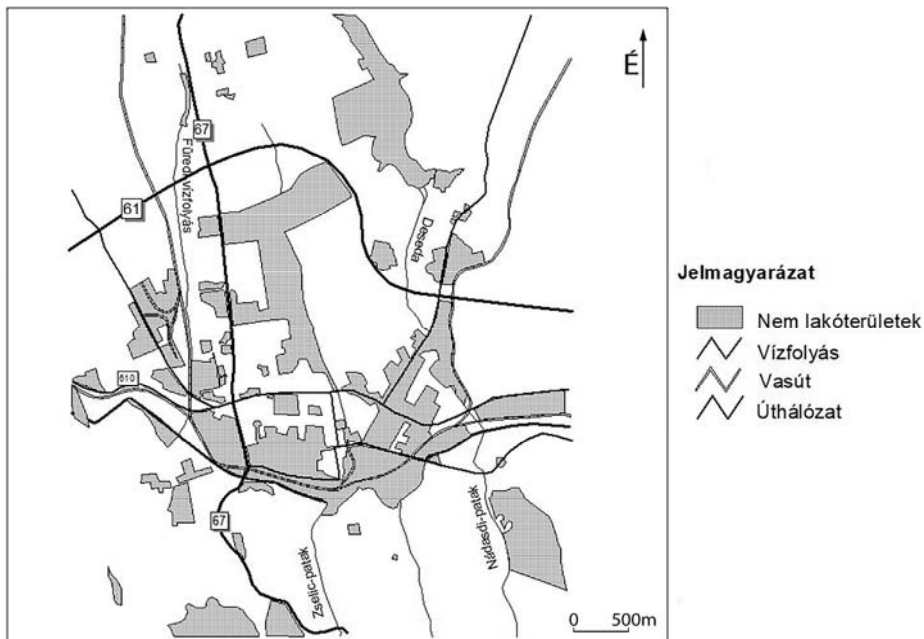 É
67
Füredi-vízfolyás
61
Deseda
610
67
Zselic-patak
Nádasdi-patak
0 500m
Jelmagyarázat
Nem lakóterületek
Vízfolyás
Vasút
Úthálózat